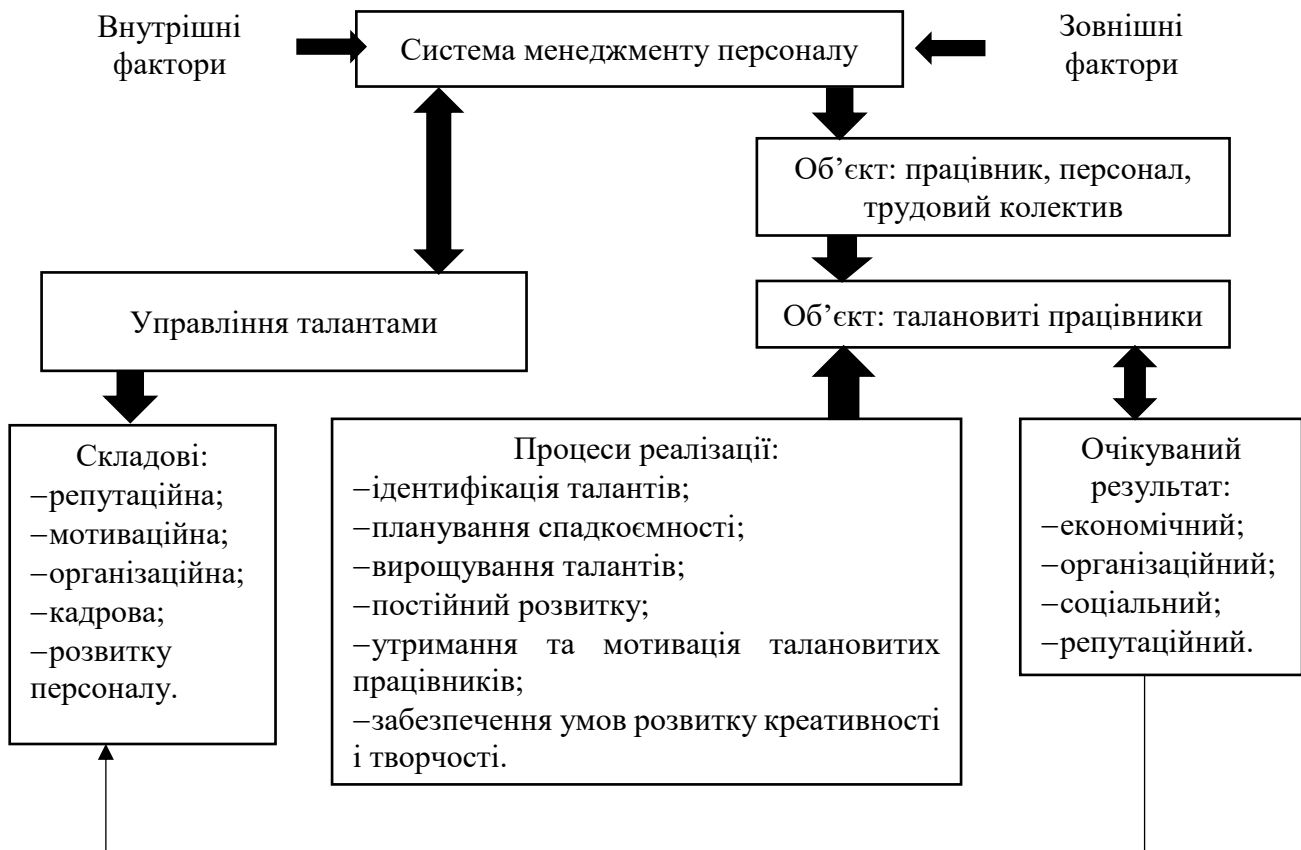 Внутрішні
фактори
Система менеджменту персоналу
Зовнішні
фактори
Об’єкт: працівник, персонал,
трудовий колектив
Управління талантами
Об’єкт: талановиті працівники
Складові:
−репутаційна;
−мотиваційна;
−організаційна;
−кадрова;
−розвитку
персоналу.
Процеси реалізації:
−ідентифікація талантів;
−планування спадкоємності;
−вирощування талантів;
−постійний розвитку;
−утримання та мотивація талановитих
працівників;
−забезпечення умов розвитку креативності
і творчості.
Очікуваний
результат:
−економічний;
−організаційний;
−соціальний;
−репутаційний.